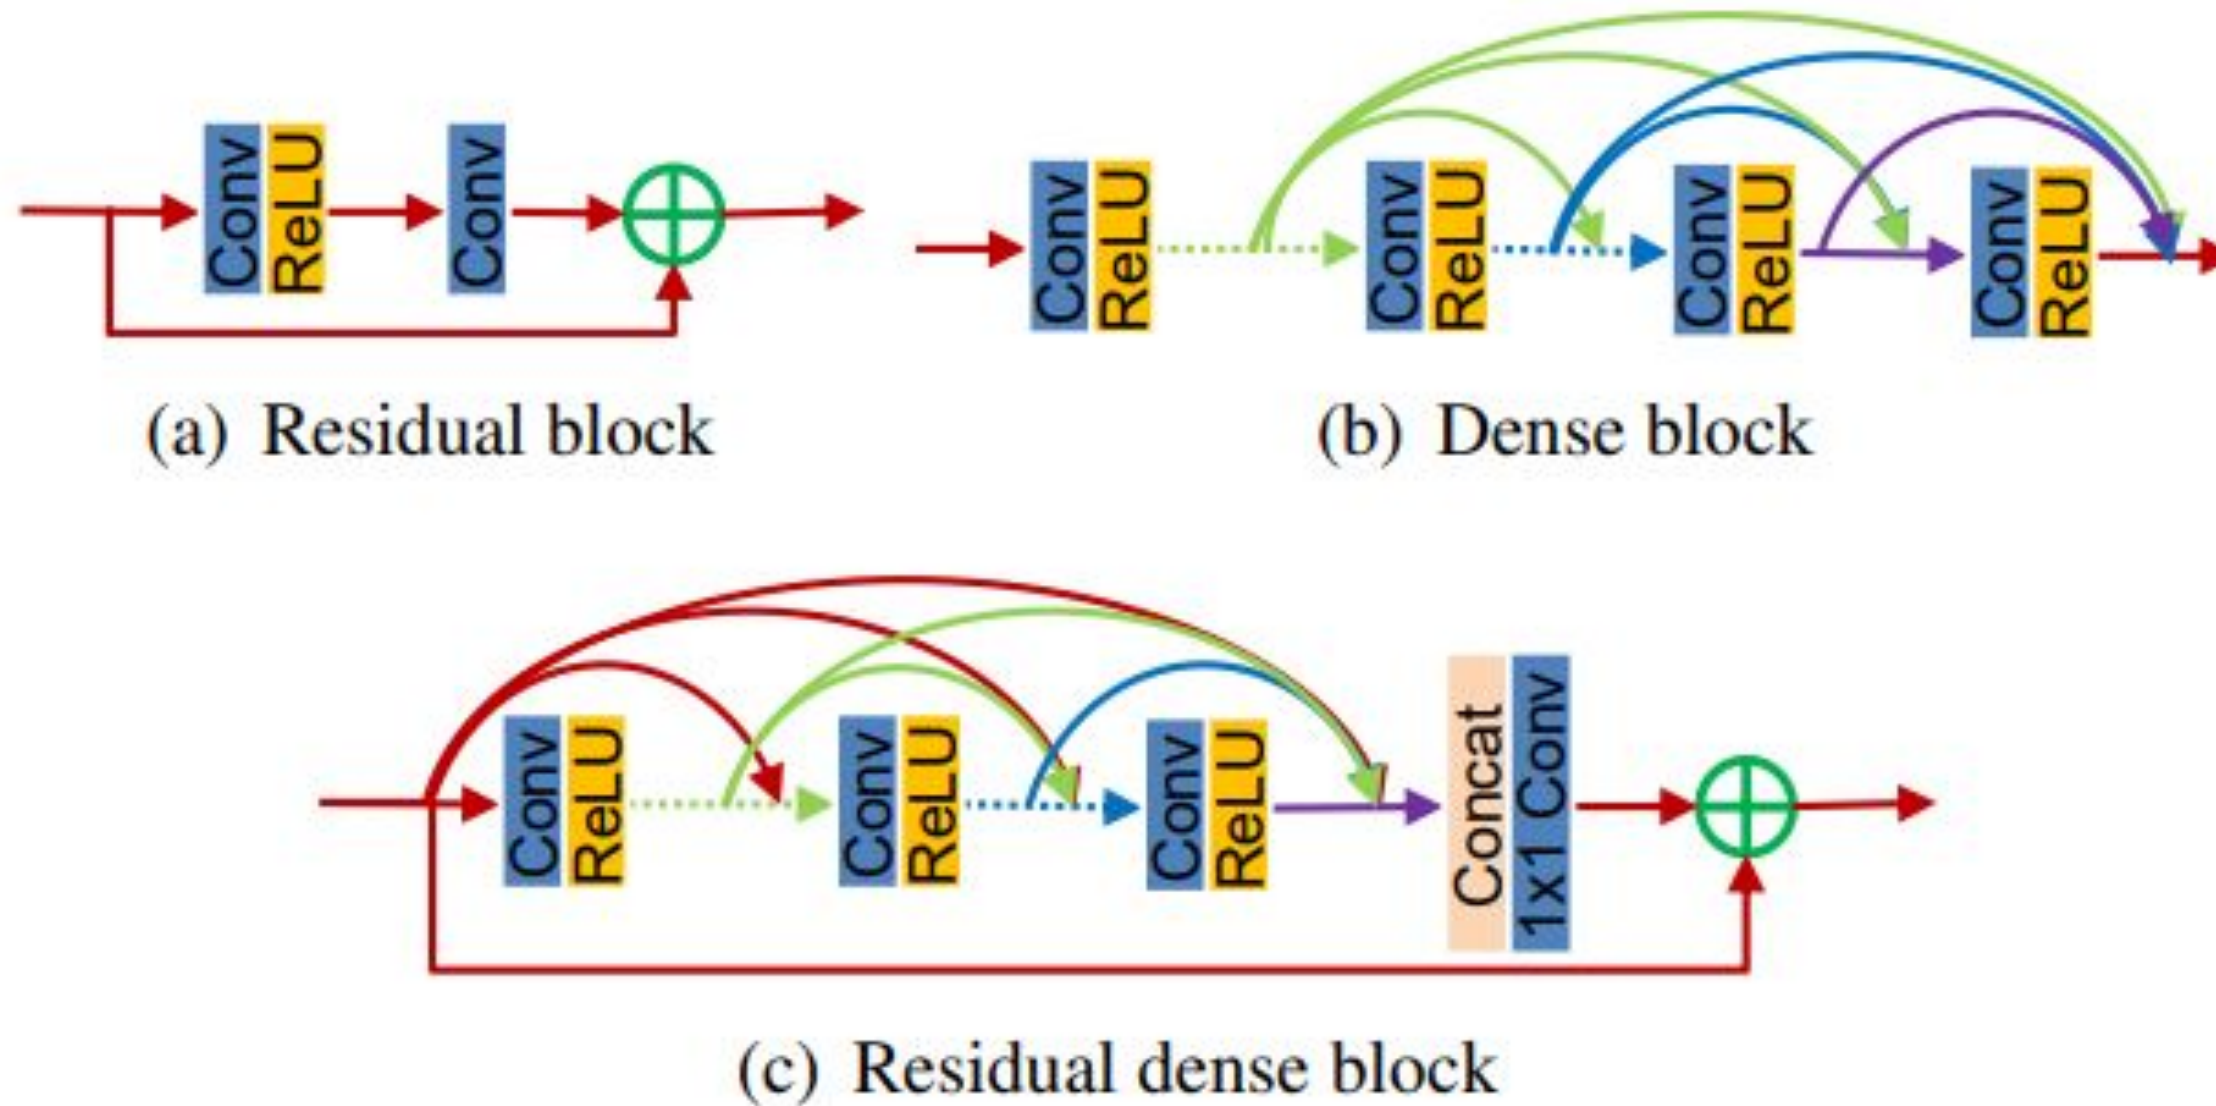 Conv
ReLU
Conv
(a) Residual block
Conv
ReLU
Conv
ReLU
Conv
ReLU
Conv
ReLU
(b) Dense block
Conv
ReLU
Conv
ReLU
Conv
ReLU
Concat
1x1 Conv
(c) Residual dense block